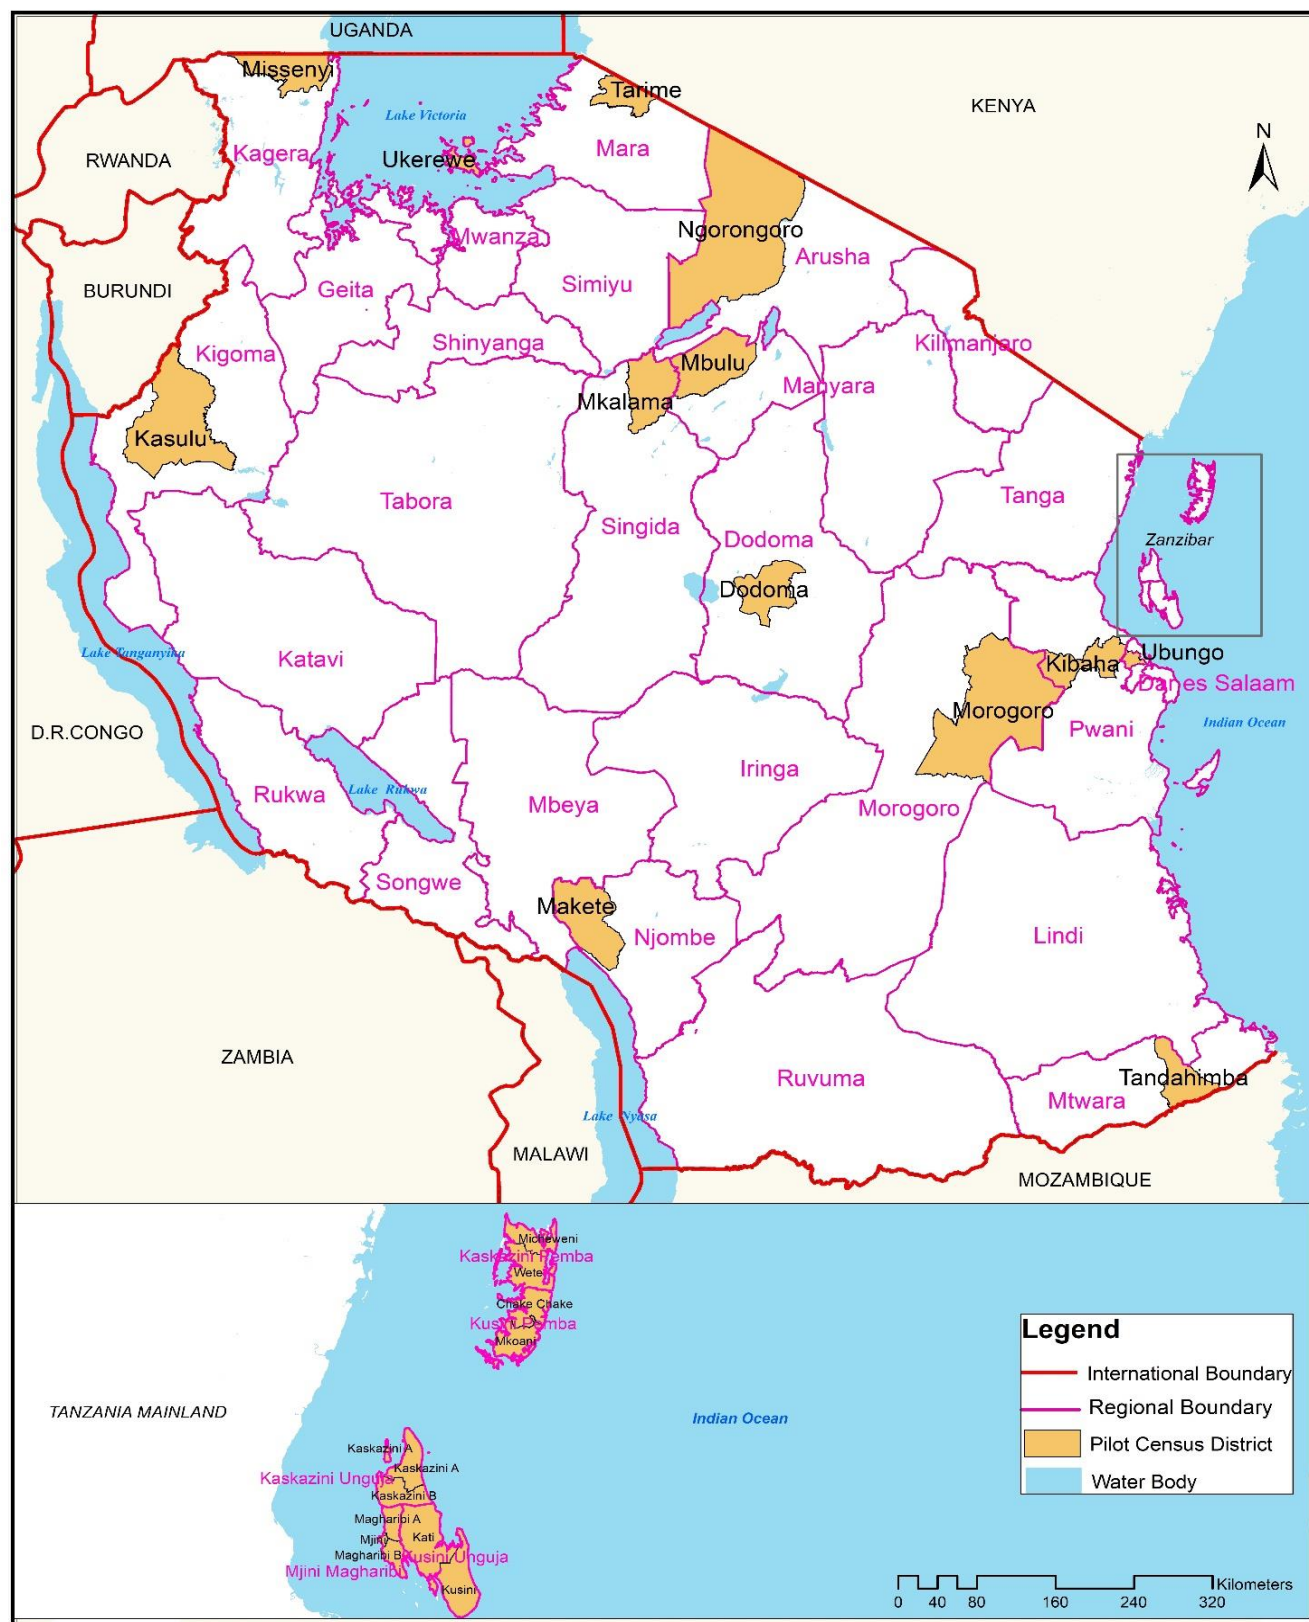 UGANDA
Missenyi
Tarime
KENYA
Lake Victoria
N
Kagera
Ukerewe
Mara
RWANDA
Ngorongoro
Mwanza
Arusha
BURUNDI
Geita
Simiyu
Kigoma
Shinyanga
Kilimanjaro
Mbulu
Manyara
Mkalama
Kasulu
Tabora
Tanga
Singida
Dodoma
Zanzibar
Dodoma
Lake Tanganyika
Katavi
Kibaha
Ubungo
Dar es Salaam
Morogoro
Pwani
Indian Ocean
D.R.CONGO
Iringa
Rukwa
Lake Rukwa
Mbeya
Morogoro
Songwe
Makete
Njombe
Lindi
ZAMBIA
Ruvuma
Tandahimba
Mtwara
Lake Nyasa
MALAWI
MOZAMBIQUE
Micheweni
Kaskazini Pemba
Wete
Chake Chake
Kusini Pemba
Mkoani
TANZANIA MAINLAND
Indian Ocean
Kaskazini A
Kaskazini A
Kaskazini Unguja
Kaskazini B
Magharibi A
Kati
Mjini
Magharibi B
Kusini Unguja
Mjini Magharibi
Kusini
Legend
International Boundary
Regional Boundary
Pilot Census District
Water Body
Kilometers
0 40 80 160 240 320